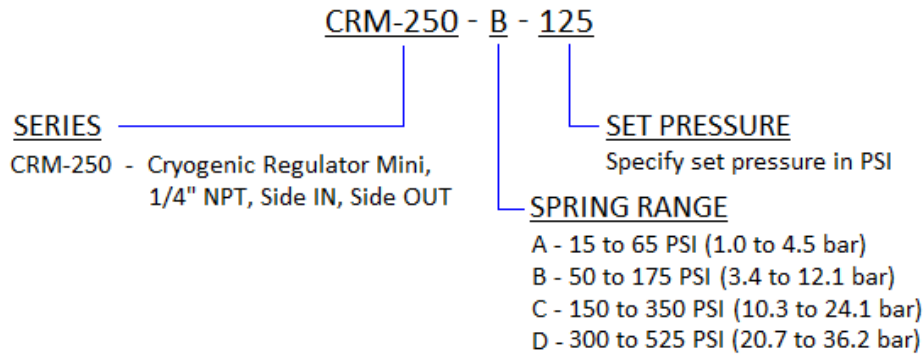 CRM-250 - B - 125
SERIES
CRM-250 - Cryogenic Regulator Mini,
1/4" NPT, Side IN, Side OUT
SET PRESSURE
Specify set pressure in PSI
SPRING RANGE
A - 15 to 65 PSI (1.0 to 4.5 bar)
B - 50 to 175 PSI (3.4 to 12.1 bar)
C - 150 to 350 PSI (10.3 to 24.1 bar)
D - 300 to 525 PSI (20.7 to 36.2 bar)